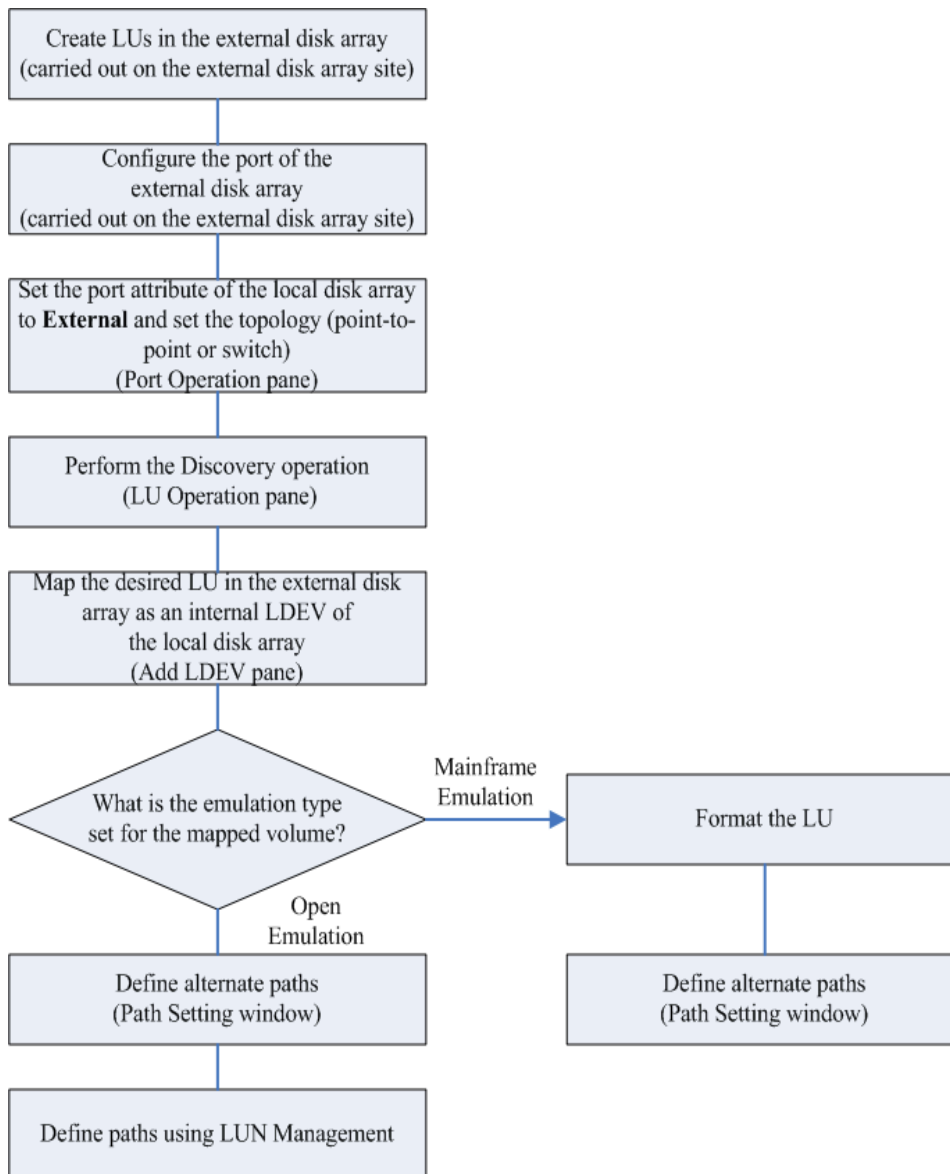 Create LUs in the external disk array
(carried out on the external disk array site)
Configure the port of the
external disk array
(carried out on the external disk array site)
Set the port attribute of the local disk array
to External and set the topology (point-to-
point or switch)
(Port Operation pane)
Perform the Discovery operation
(LU Operation pane)
Map the desired LU in the external disk
array as an internal LDEV of
the local disk array
(Add LDEV pane)
What is the emulation type
set for the mapped volume?
Mainframe
Emulation
Format the LU
Open
Emulation
Define alternate paths
(Path Setting window)
Define alternate paths
(Path Setting window)
Define paths using LUN Management